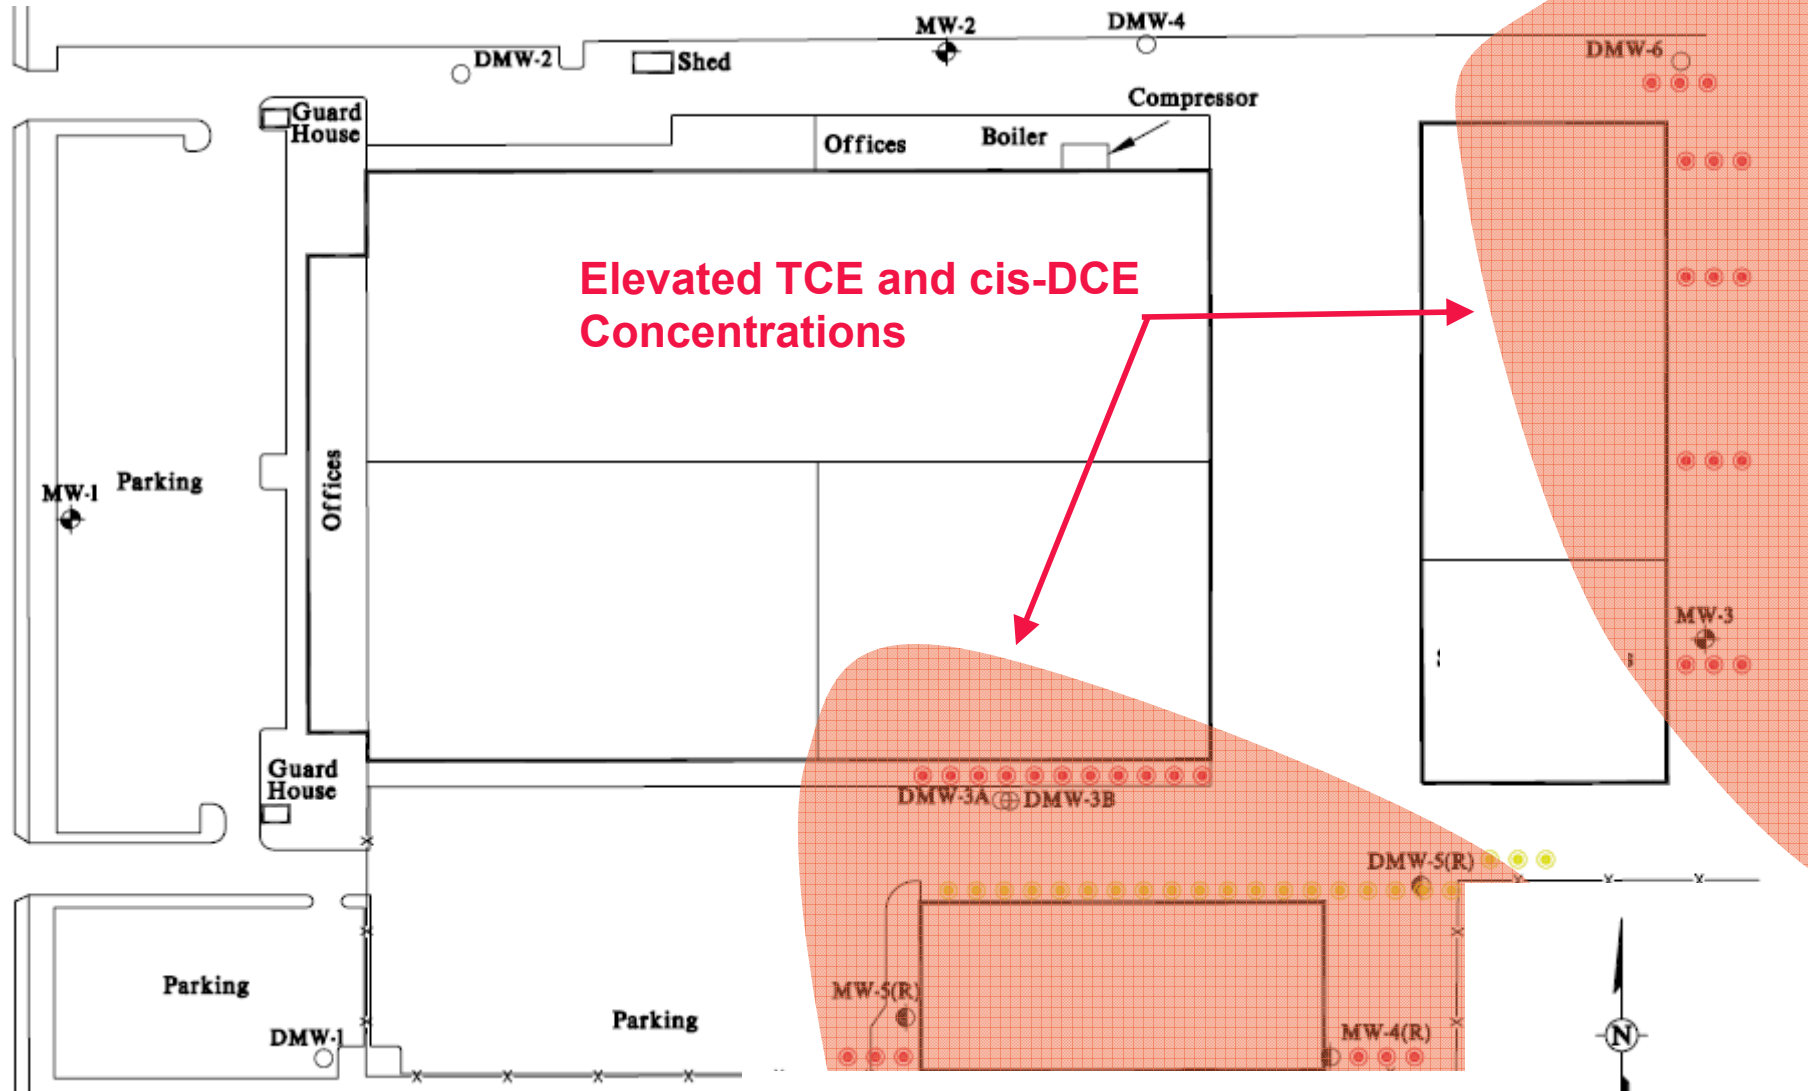 MW-2
DMW-4
DMW-2
Shed
DMW-6
Compressor
Guard
House
Offices
Boiler
Elevated TCE and cis-DCE
Concentrations
Offices
Parking
MW-1
MW-3
Guard
House
DMW-3A
DMW-3B
DMW-5(R)
Parking
MW-5(R)
Parking
DMW-1
MW-4(R)
N